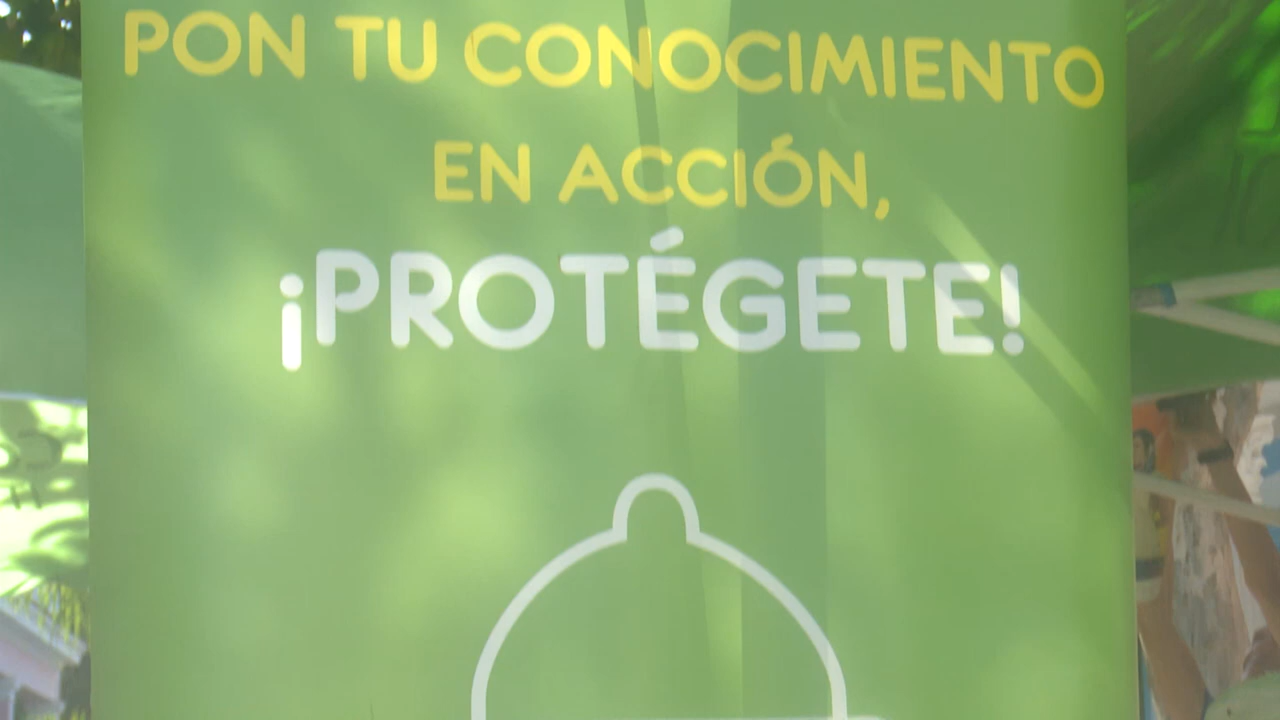 PON TU CONOCIMIENTO
EN ACCIÓN,
¡PROTÉGETE!